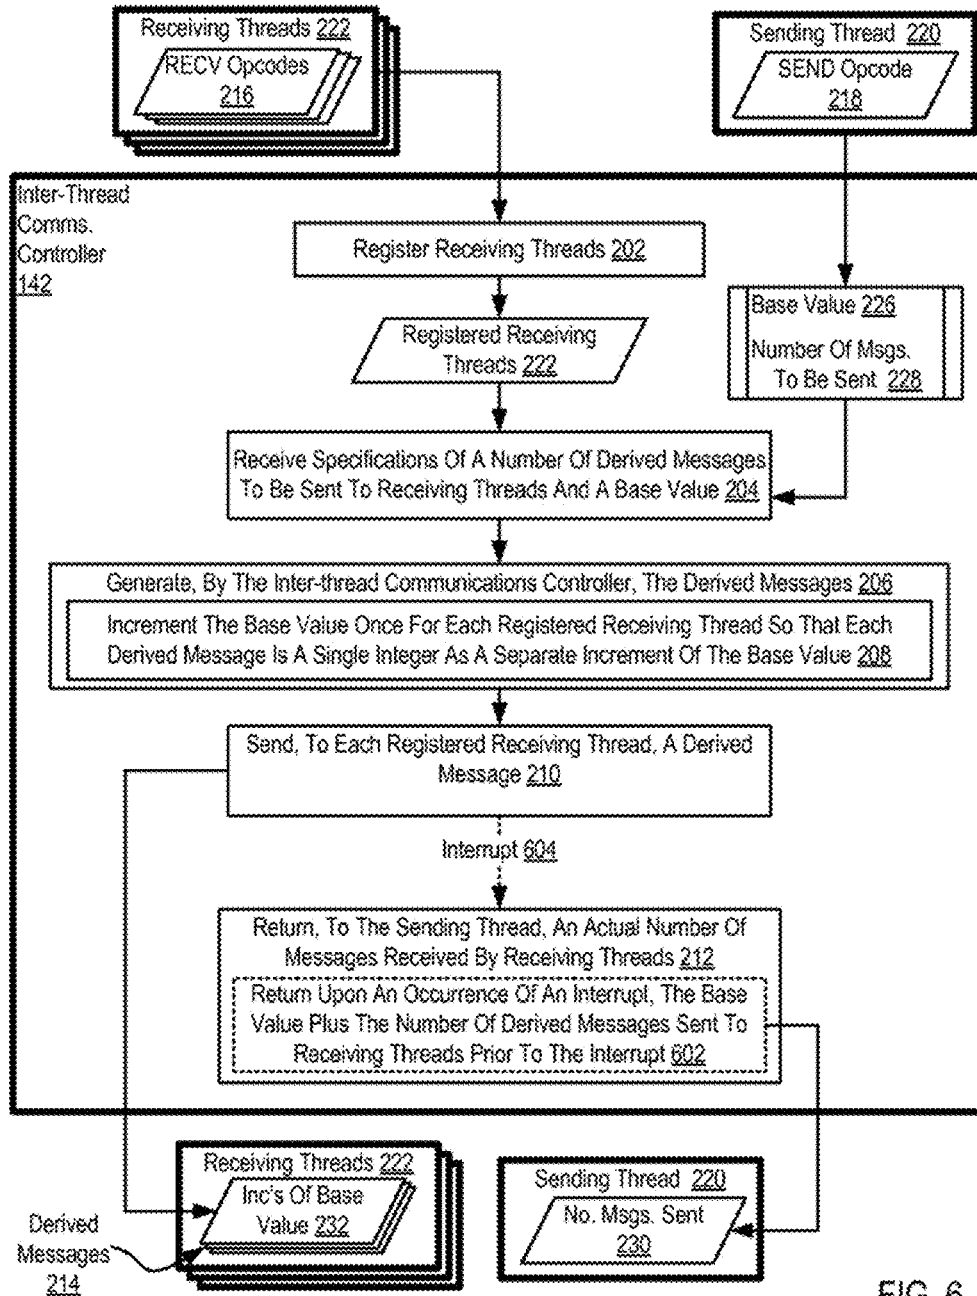 Receiving Threads 222
RECV Opcodes
216
Sending Thread 220
SEND Opcode
218
Inter-Thread
Comms.
Controller
142
Register Receiving Threads 202
Registered Receiving
Threads 222
Base Value 226
Number Of Msgs.
To Be Sent 228
Receive Specifications Of A Number Of Derived Messages
To Be Sent To Receiving Threads And A Base Value 204
Generate, By The Inter-thread Communications Controller, The Derived Messages 206
Increment The Base Value Once For Each Registered Receiving Thread So That Each
Derived Message Is A Single Integer As A Separate Increment Of The Base Value 208
Send, To Each Registered Receiving Thread, A Derived
Message 210
Interrupt 604
Return, To The Sending Thread, An Actual Number Of
Messages Received By Receiving Threads 212
Return Upon An Occurrence Of An Interrupt, The Base
Value Plus The Number Of Derived Messages Sent To
Receiving Threads Prior To The Interrupt 602
Receiving Threads 222
Inc's Of Base
Value 232
Derived
Messages
214
Sending Thread 220
No. Msgs. Sent
230
FIG. 6